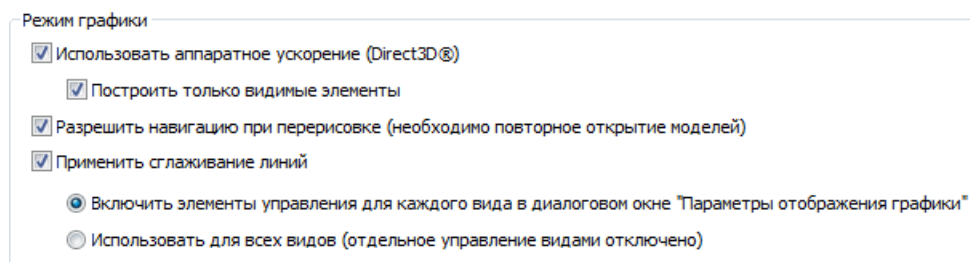 Режим графики
Использовать аппаратное ускорение (Direct3D®)
Построить только видимые элементы
Разрешить навигацию при перерисовке (необходимо повторное открытие моделей)
Применить сглаживание линий
Включить элементы управления для каждого вида в диалоговом окне "Параметры отображения графики"
Использовать для всех видов (отдельное управление видами отключено)